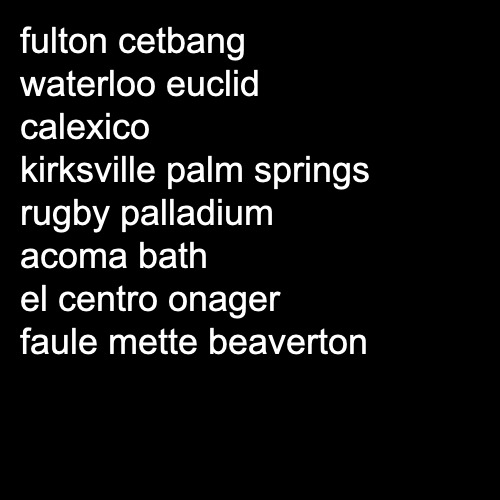 fulton cetbang
waterloo euclid
calexico
kirksville palm springs
rugby palladium
acoma bath
el centro onager
faule mette beaverton